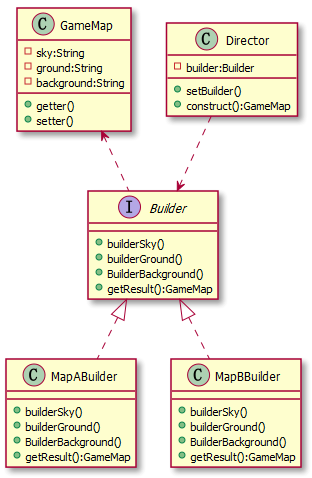 C GameMap
sky:String
ground:String
background:String
getter()
setter()
C Director
builder:Builder
setBuilder()
construct():GameMap
I Builder
builderSky()
builderGround()
BuilderBackground()
getResult():GameMap
C MapABuilder
builderSky()
builderGround()
BuilderBackground()
getResult():GameMap
C MapBBuilder
builderSky()
builderGround()
BuilderBackground()
getResult():GameMap